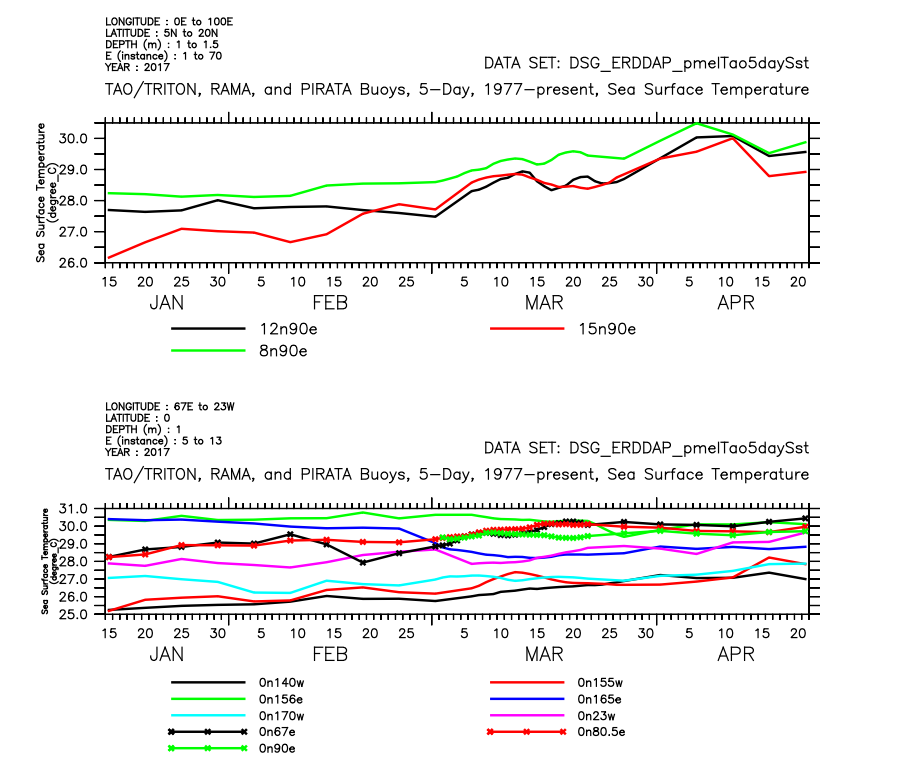 LONGITUDE : 0E to 100E
LATITUDE : 5N to 20N
DEPTH (m) : 1 to 1.5
E (instance) : 1 to 70
YEAR : 2017
DATA SET: DSG_ERDDAP_pmelTao5daySst
TAO/TRITON, RAMA, and PIRATA Buoys, 5-Day, 1977-present, Sea Surface Temperature
Sea Surface Temperature
(degree_C)
30.0
29.0
28.0
27.0
26.0
15 20 25 30 5 10 15 20 25 5 10 15 20 25 30 5 10 15 20
JAN FEB MAR APR
12n90e 15n90e
8n90e
LONGITUDE : 67E to 23W
LATITUDE : 0
DEPTH (m) : 1
E (instance) : 5 to 13
YEAR : 2017
DATA SET: DSG_ERDDAP_pmelTao5daySst
TAO/TRITON, RAMA, and PIRATA Buoys, 5-Day, 1977-present, Sea Surface Temperature
Sea Surface Temperature
(degree_C)
31.0
30.0
29.0
28.0
27.0
26.0
25.0
15 20 25 30 5 10 15 20 25 5 10 15 20 25 30 5 10 15 20
JAN FEB MAR APR
0n140w 0n155w
0n156e 0n165e
0n170w 0n23w
0n67e 0n80.5e
0n90e